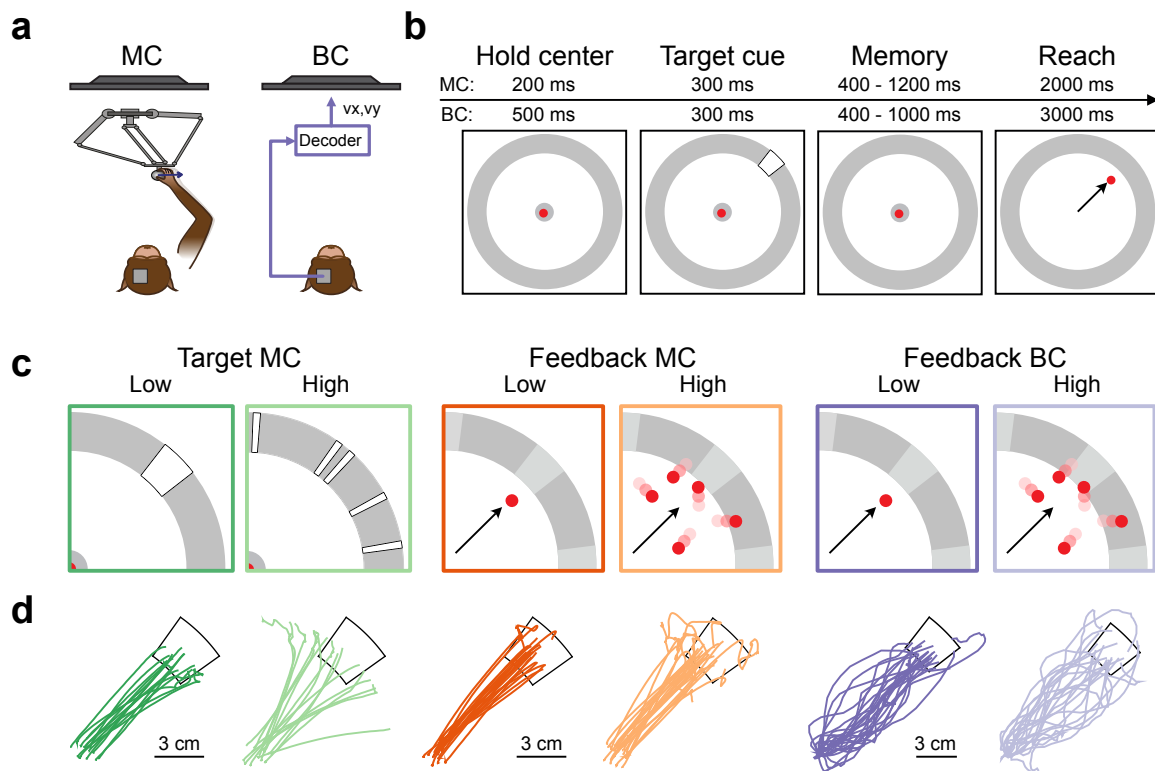 a
MC
BC
vx,vy
Decoder
b
Hold center
Target cue
Memory
Reach
MC:
200 ms
300 ms
400 - 1200 ms
2000 ms
BC:
500 ms
300 ms
400 - 1000 ms
3000 ms
c
Target MC
Feedback MC
Feedback BC
Low
High
Low
High
Low
High
d
3 cm
3 cm
3 cm